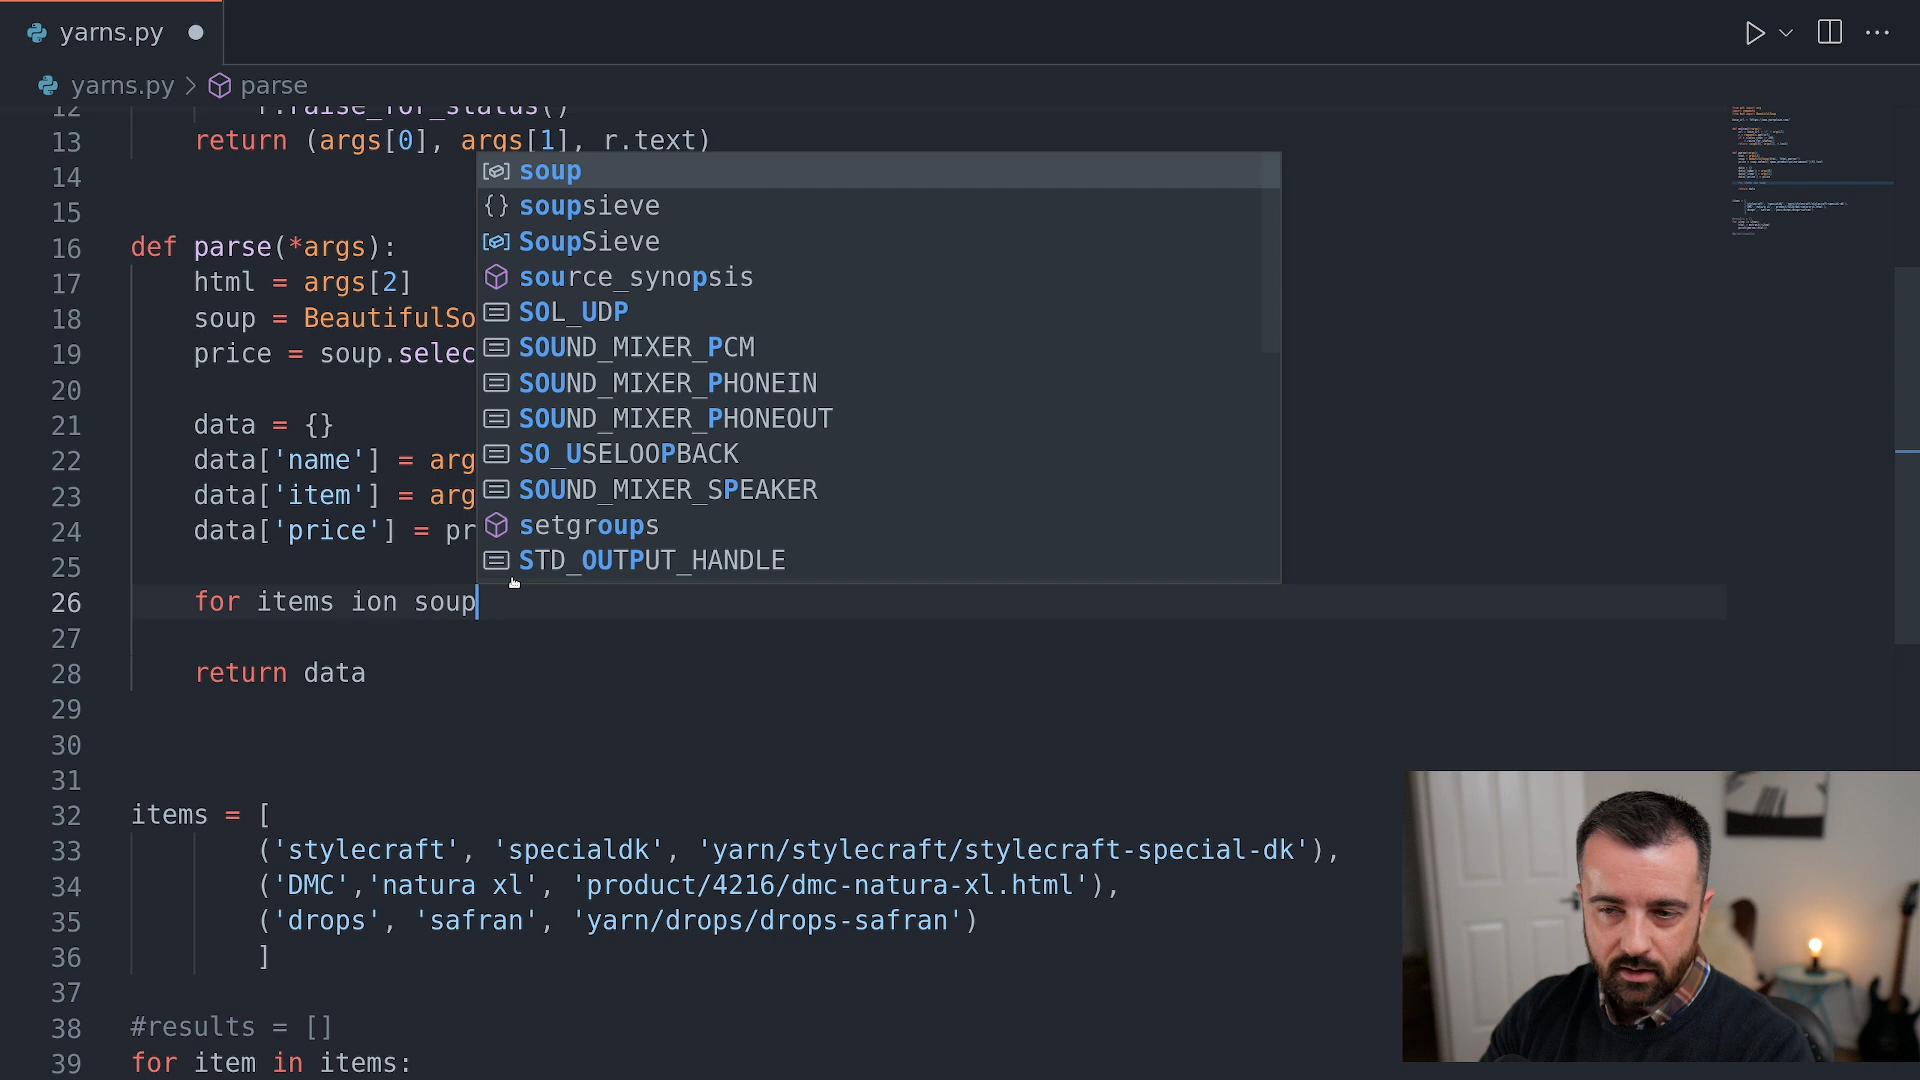 yarns.py
yarns.py > parse
12 r.raise_for_status()
13 return (args[0], args[1], r.text)
14
15
16 def parse(*args):
17 html = args[2]
18 soup = BeautifulSo
19 price = soup.selec
20
21 data = {}
22 data['name'] = arg
23 data['item'] = arg
24 data['price'] = pr
25
26 for items ion soup
27
28 return data
29
30
31
32 items = [
33 ('stylecraft', 'specialdk', 'yarn/stylecraft/stylecraft-special-dk'),
34 ('DMC','natura xl', 'product/4216/dmc-natura-xl.html'),
35 ('drops', 'safran', 'yarn/drops/drops-safran')
36 ]
37
38 #results = []
39 for item in items:
soup
soupsieve
SoupSieve
source_synopsis
SOL_UDP
SOUND_MIXER_PCM
SOUND_MIXER_PHONEIN
SOUND_MIXER_PHONEOUT
SO_USELOOPBACK
SOUND_MIXER_SPEAKER
setgroups
STD_OUTPUT_HANDLE